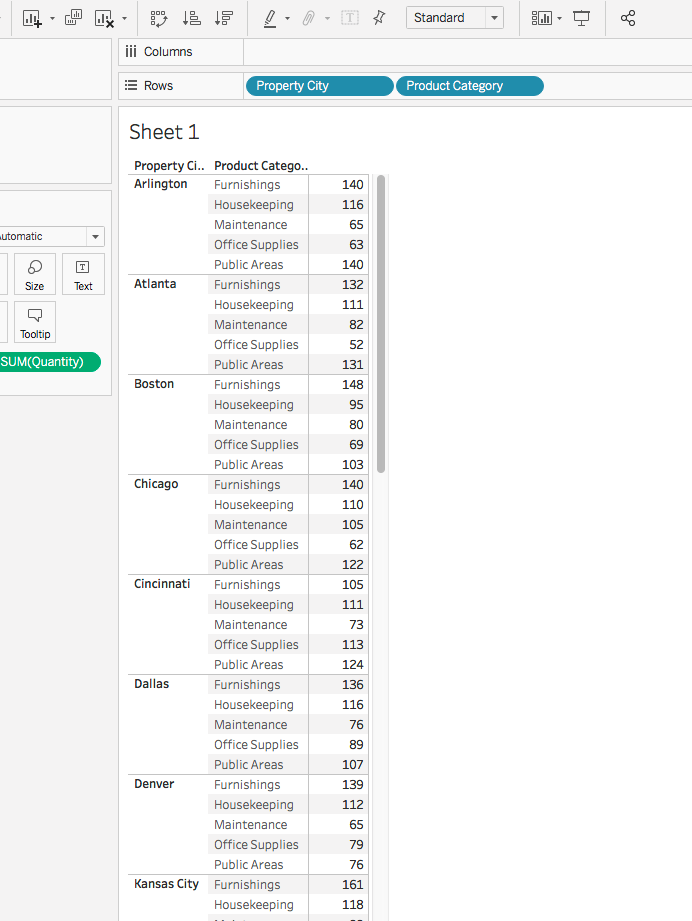 Standard
Columns
Rows Property City Product Category
Sheet 1
Property Ci.. Product Catego..
Arlington Furnishings 140
Housekeeping 116
Maintenance 65
Office Supplies 63
Public Areas 140
Atlanta Furnishings 132
Housekeeping 111
Maintenance 82
Office Supplies 52
Public Areas 131
Boston Furnishings 148
Housekeeping 95
Maintenance 80
Office Supplies 69
Public Areas 103
Chicago Furnishings 140
Housekeeping 110
Maintenance 105
Office Supplies 62
Public Areas 122
Cincinnati Furnishings 105
Housekeeping 111
Maintenance 73
Office Supplies 113
Public Areas 124
Dallas Furnishings 136
Housekeeping 116
Maintenance 76
Office Supplies 89
Public Areas 107
Denver Furnishings 139
Housekeeping 112
Maintenance 65
Office Supplies 79
Public Areas 76
Kansas City Furnishings 161
Housekeeping 118
utomatic
Size Text
Tooltip
SUM(Quantity)